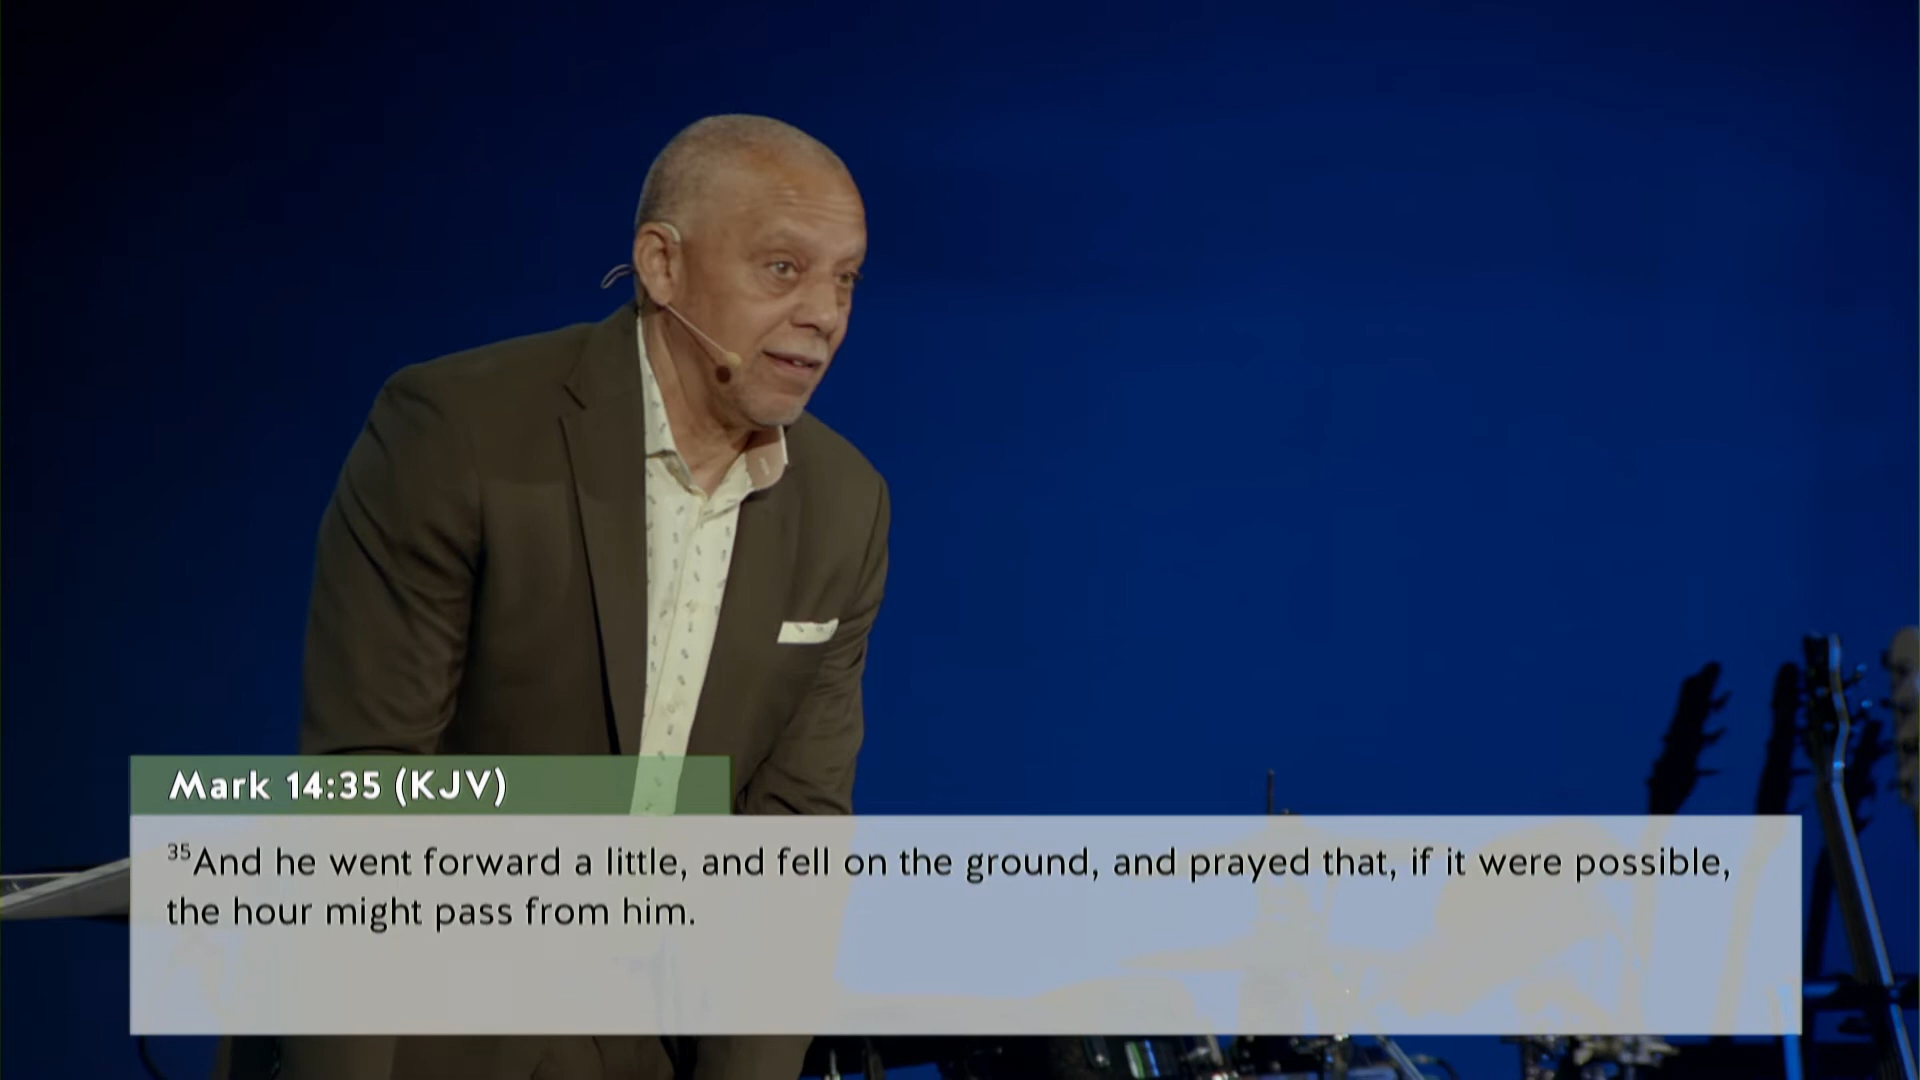 Mark 14:35 (KJV)
35And he went forward a little, and fell on the ground, and prayed that, if it were possible,
the hour might pass from him.